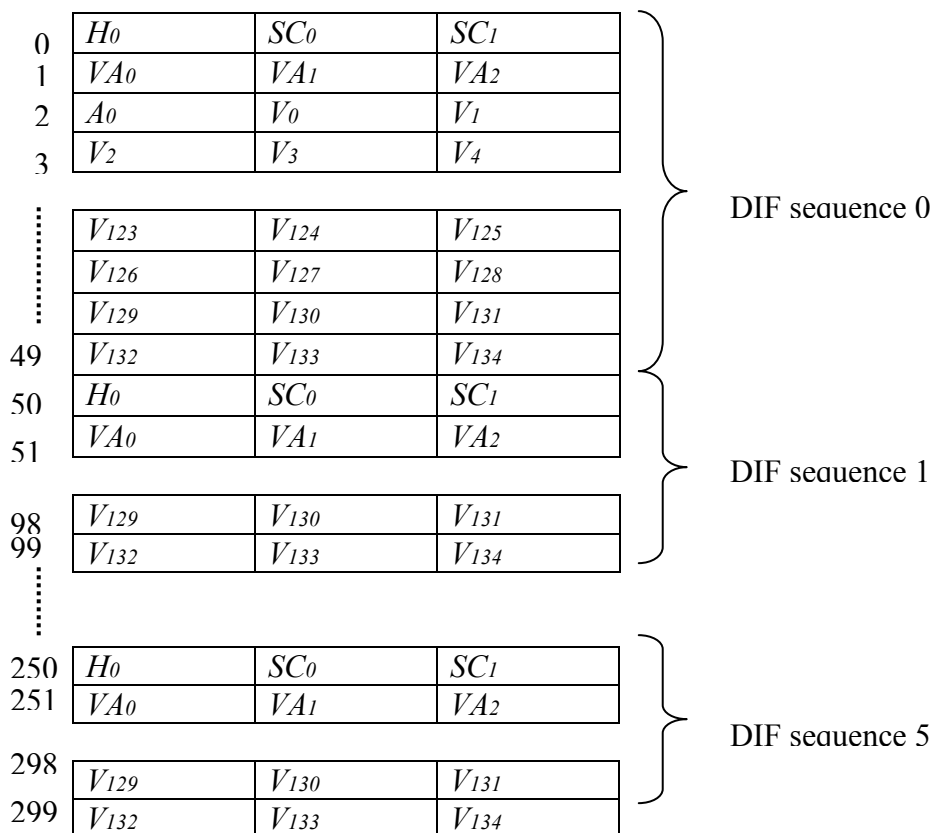 0 H0 SC0 SC1
1 VA0 VA1 VA2
2 A0 V0 V1
3 V2 V3 V4
DIF sequence 0
V123 V124 V125
V126 V127 V128
V129 V130 V131
49 V132 V133 V134
50 H0 SC0 SC1
51 VA0 VA1 VA2
DIF sequence 1
98 V129 V130 V131
99 V132 V133 V134
250 H0 SC0 SC1
251 VA0 VA1 VA2
DIF sequence 5
298 V129 V130 V131
299 V132 V133 V134